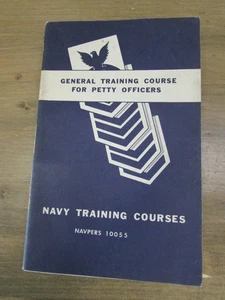 GENERAL TRAINING COURSE
FOR PETTY OFFICERS
NAVY TRAINING COURSES
NAVPERS 10055